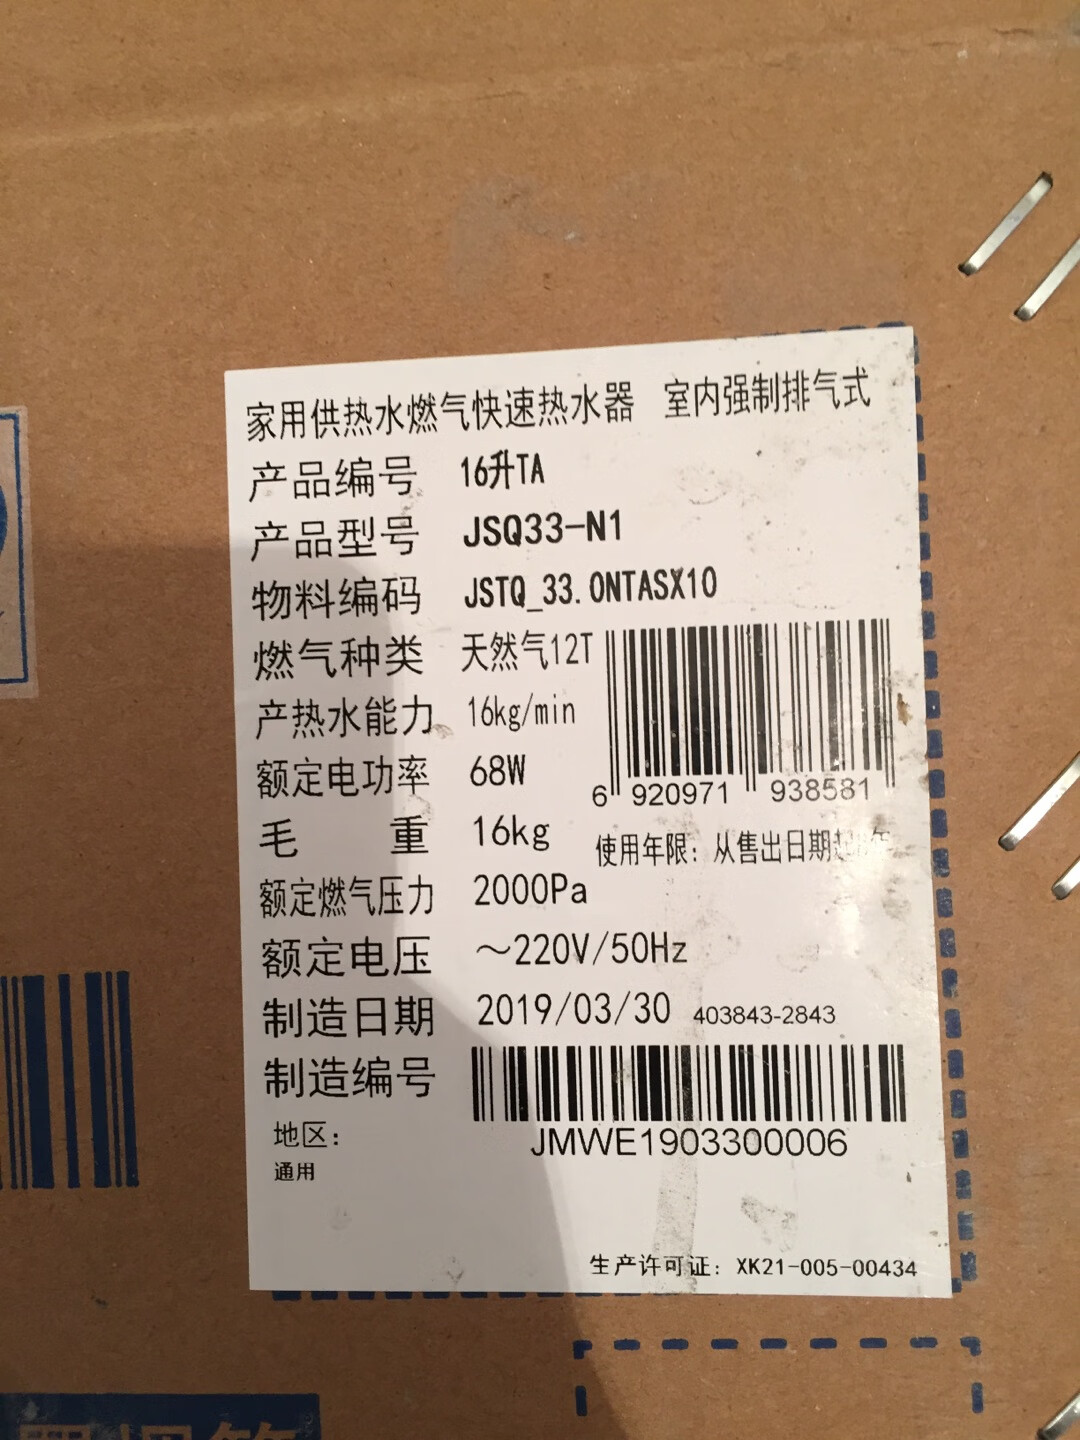 家用供热水燃气快速热水器 室内强制排气式
产品编号 16升TA
产品型号 JSQ33-N1
物料编码 JSTQ_33.0NTASX10
燃气种类 天然气12T
产热水能力 16kg/min
额定电功率 68W
6 920971 938581
毛 重 16kg
使用年限：从售出日期起8年
额定燃气压力 2000Pa
额定电压 ～220V/50Hz
制造日期 2019/03/30 403843-2843
制造编号
JMWE1903300006
地区：
通用
生产许可证：XK21-005-00434